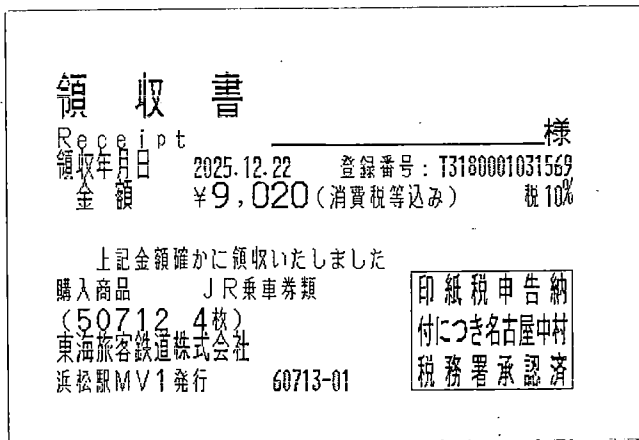 領収書
Receipt 様
領収年月日 2025.12.22 登録番号：T3180001031569
金額 ¥9,020(消費税等込み) 税10%
上記金額確かに領収いたしました
購入商品 JR乗車券類
(50712 4枚)
東海旅客鉄道株式会社
浜松駅MV1発行 60713-01
印紙税申告納
付につき名古屋中村
税務署承認済